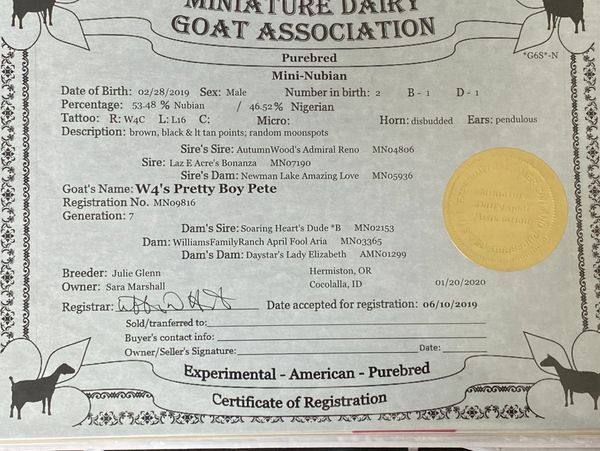 MINIATURE DAIRY
GOAT ASSOCIATION
Purebred
*G6S*-N
Mini-Nubian
Date of Birth: 02/28/2019 Sex: Male Number in birth: 2 B - 1 D - 1
Percentage: 53.48 % Nubian / 46.52 % Nigerian
Tattoo: R: W4C L: L16 C: Micro: Horn: disbudded Ears: pendulous
Description: brown, black & lt tan points; random moonspots
Sire's Sire: AutumnWood's Admiral Reno MN04806
Sire: Laz E Acre's Bonanza MN07190
Sire's Dam: Newman Lake Amazing Love MN05936
Goat's Name: W4's Pretty Boy Pete
Registration No. MN09816
Generation: 7
Dam's Sire: Soaring Heart's Dude *B MN02153
Dam: WilliamsFamilyRanch April Fool Aria MN03365
Dam's Dam: Daystar's Lady Elizabeth AMN01299
Breeder: Julie Glenn Hermiston, OR
Owner: Sara Marshall Cocolalla, ID 01/20/2020
Registrar: Date accepted for registration: 06/10/2019
Sold/tranferred to:
Buyer's contact info:
Owner/Seller's Signature: Date:
Experimental - American - Purebred
Certificate of Registration